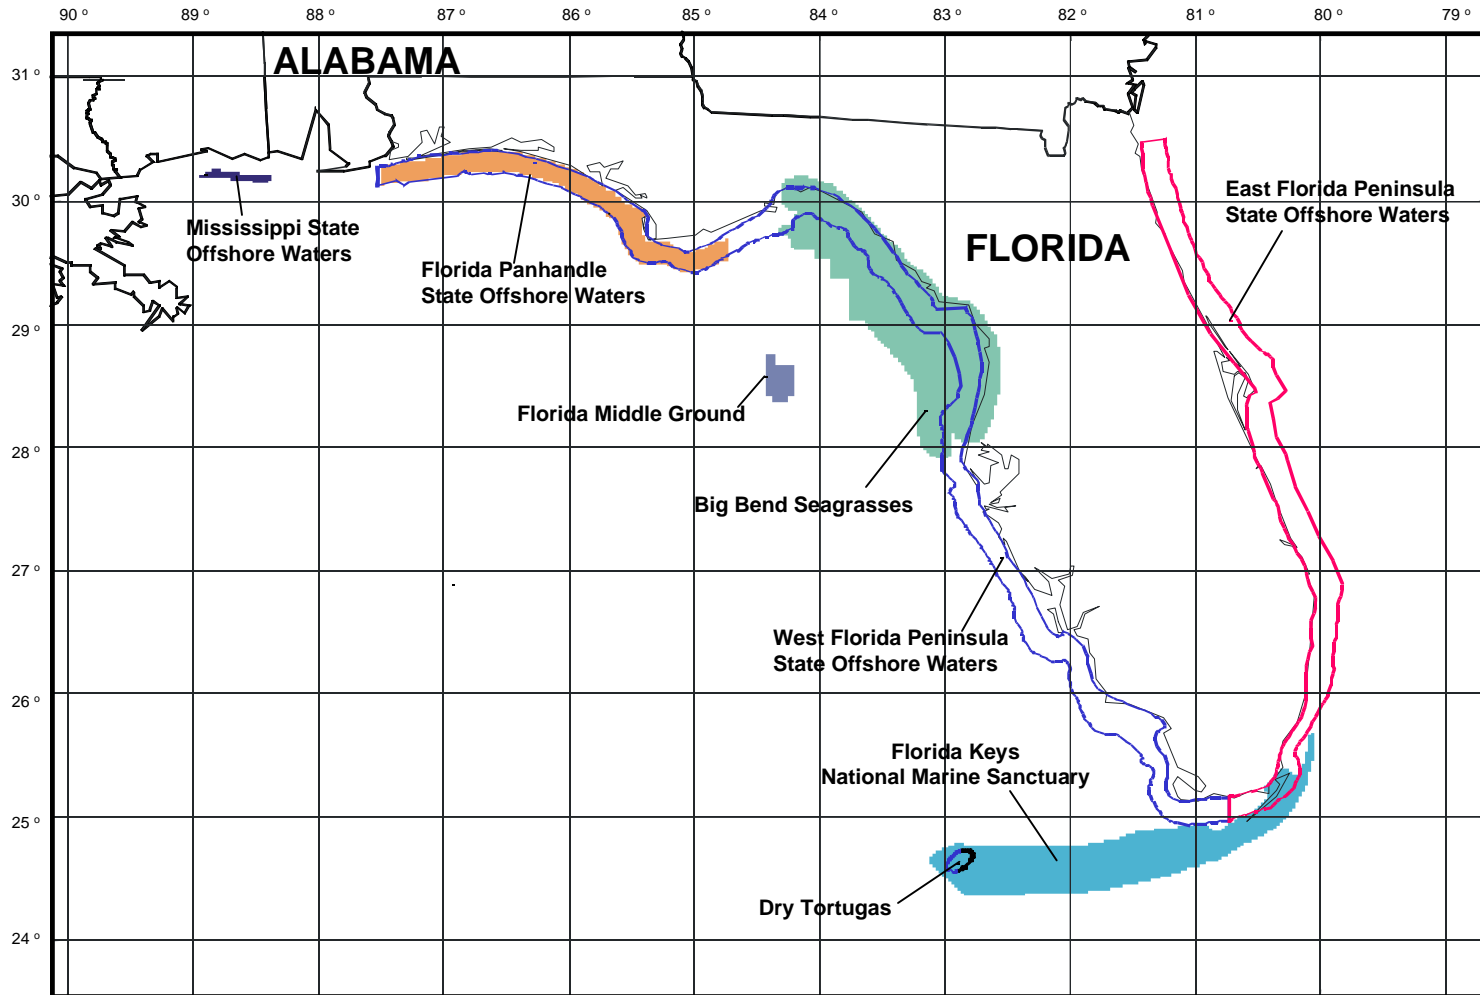 90 o 89 o 88 o 87 o 86 o 85 o 84 o 83 o 82 o 81 o 80 o 79 o
31 o
ALABAMA
30 o
East Florida Peninsula
State Offshore Waters
Mississippi State
Offshore Waters
FLORIDA
Florida Panhandle
State Offshore Waters
29 o
Florida Middle Ground
28 o
Big Bend Seagrasses
27 o
West Florida Peninsula
State Offshore Waters
26 o
Florida Keys
National Marine Sanctuary
25 o
Dry Tortugas
24 o